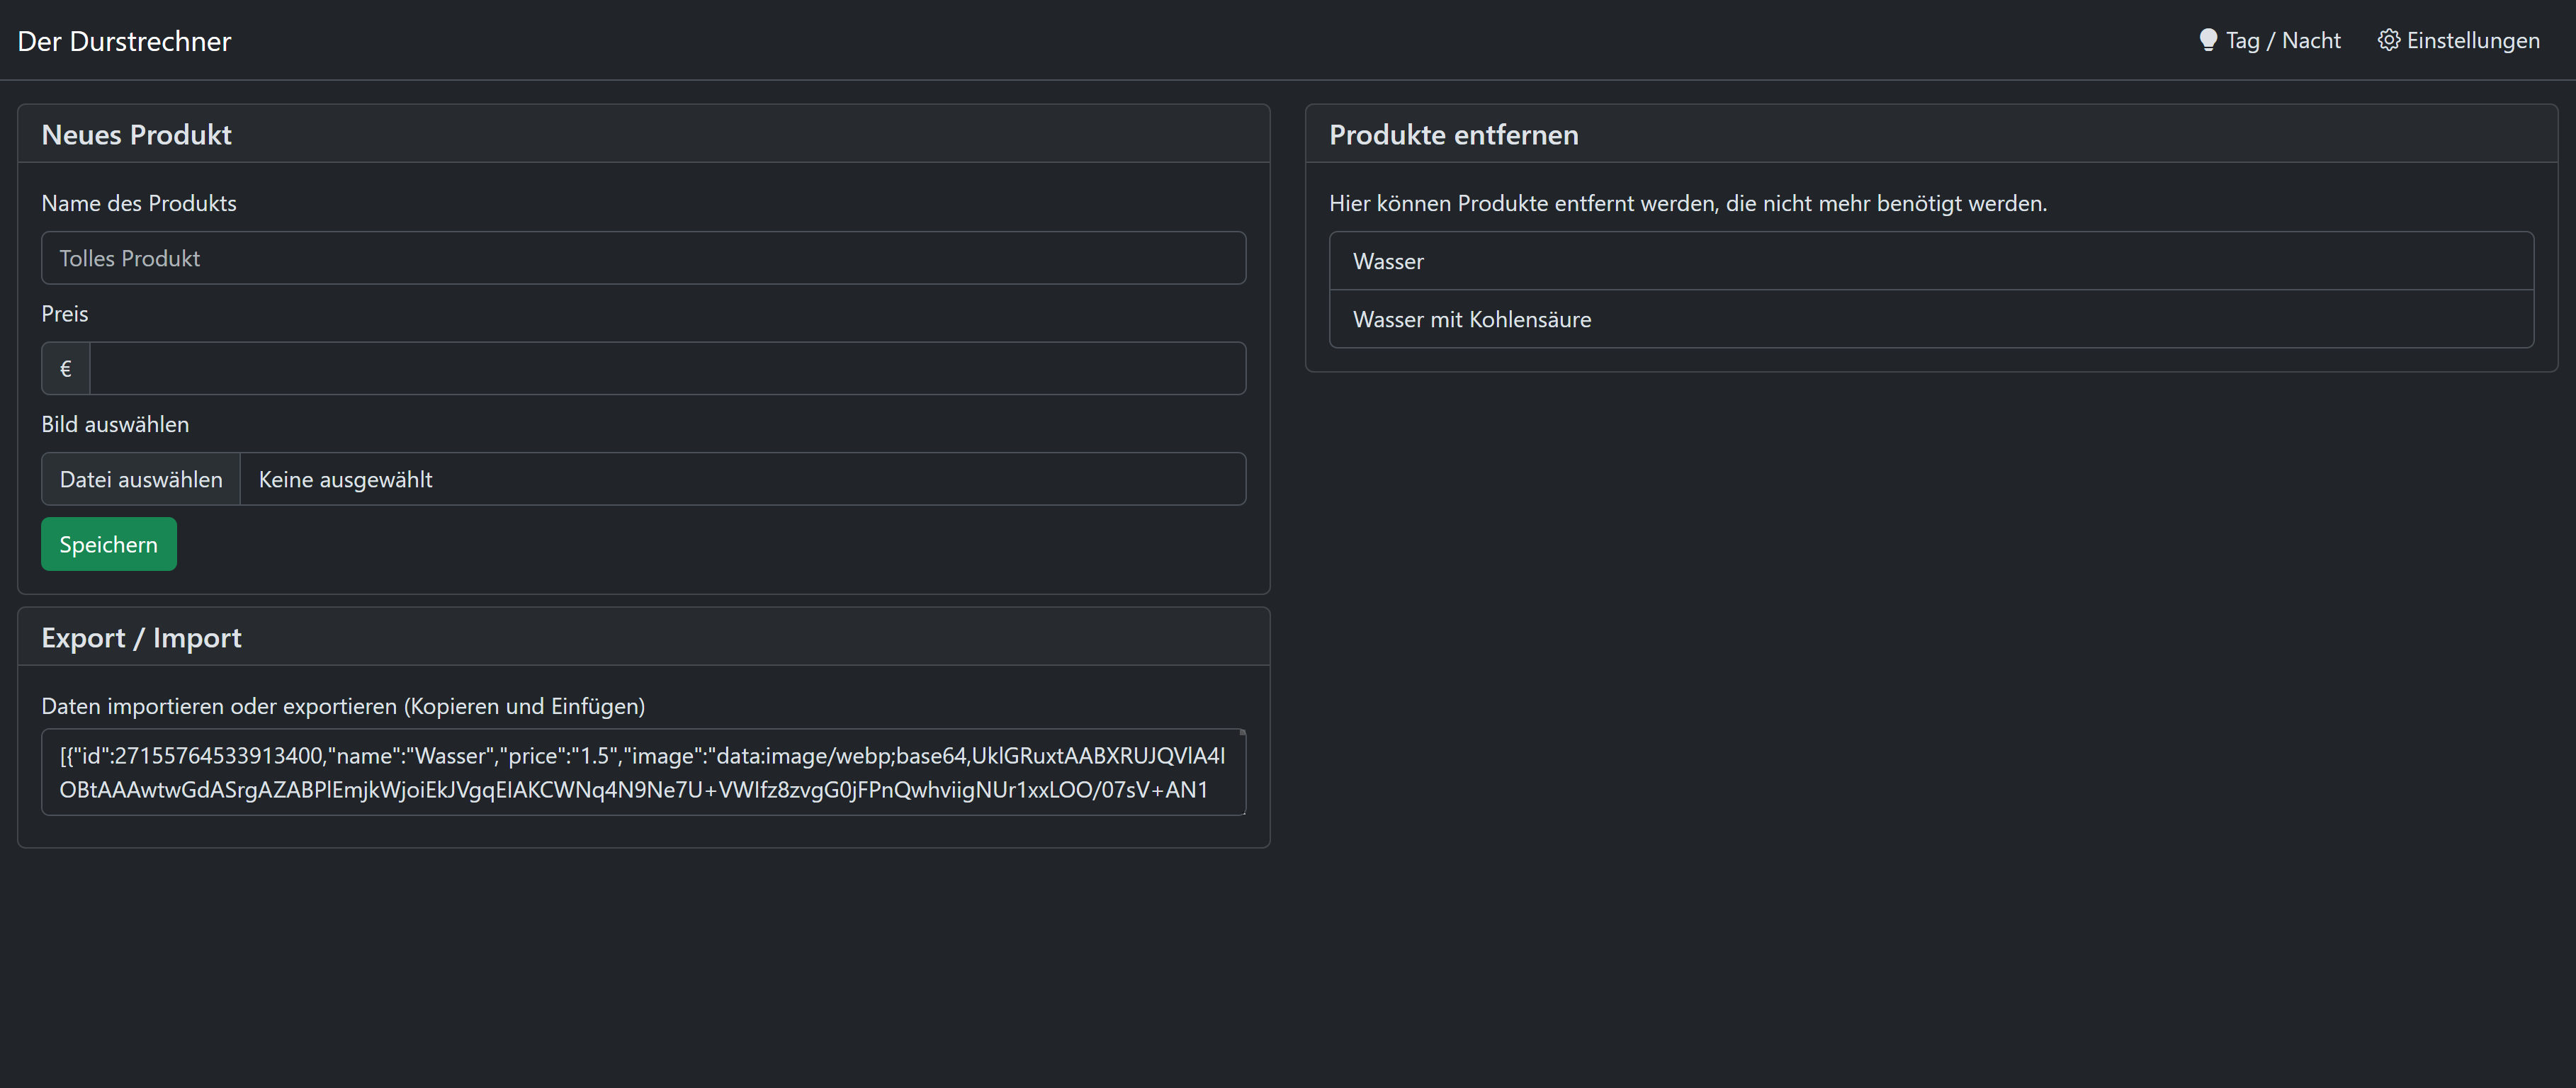 Der Durstrechner
Tag / Nacht
Einstellungen
Neues Produkt
Name des Produkts
Tolles Produkt
Preis
€
Bild auswählen
Datei auswählen
Keine ausgewählt
Speichern
Export / Import
Daten importieren oder exportieren (Kopieren und Einfügen)
[{"id":27155764533913400,"name":"Wasser","price":"1.5","image":"data:image/webp;base64,UklGRuxtAABXRUJQVlA4I
OBtAAAwtwGdASrgAZABPlEmjkWjoiEkJVgqEIAKCWNq4N9Ne7U+VWIfz8zvgG0jFPnQwhviigNUr1xxLOO/07sV+AN1
Produkte entfernen
Hier können Produkte entfernt werden, die nicht mehr benötigt werden.
Wasser
Wasser mit Kohlensäure